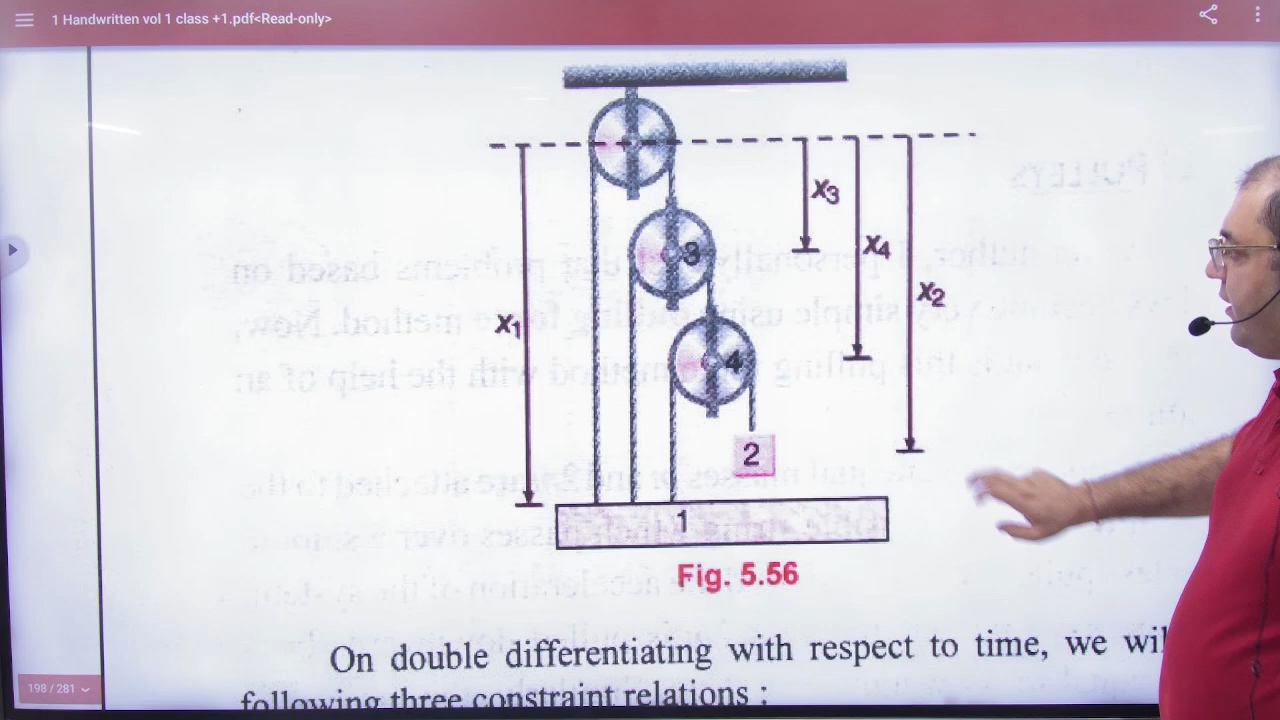 1 Handwritten vol 1 class +1.pdf<Read-only>
x₃
x₄
x₂
x₁
3
4
2
1
Fig. 5.56
On double differentiating with respect to time, we
following three constraint relations :
198 / 281